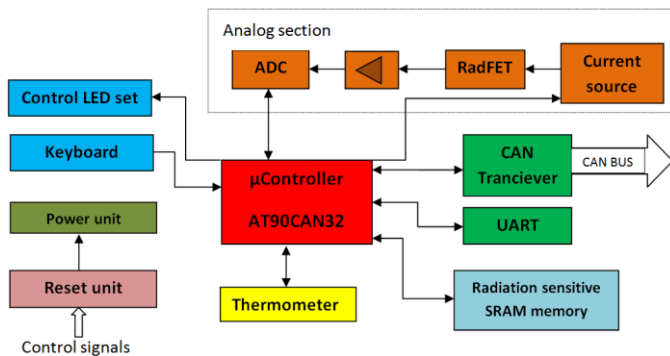 Analog section
ADC
RadFET
Current
source
Control LED set
Keyboard
µController
AT90CAN32
CAN
Tranciever
CAN BUS
Power unit
UART
Reset unit
Thermometer
Radiation sensitive
SRAM memory
Control signals